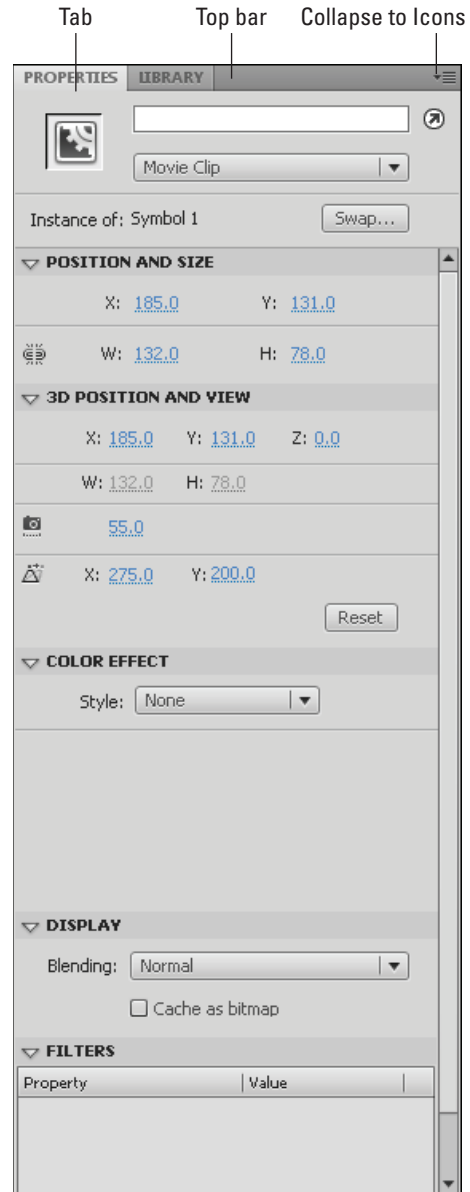 Tab Top bar Collapse to Icons
PROPERTIES LIBRARY
Movie Clip
Instance of: Symbol 1 Swap...
POSITION AND SIZE
X: 185.0 Y: 131.0
W: 132.0 H: 78.0
3D POSITION AND VIEW
X: 185.0 Y: 131.0 Z: 0.0
W: 132.0 H: 78.0
55.0
X: 275.0 Y: 200.0
Reset
COLOR EFFECT
Style: None
DISPLAY
Blending: Normal
Cache as bitmap
FILTERS
Property Value